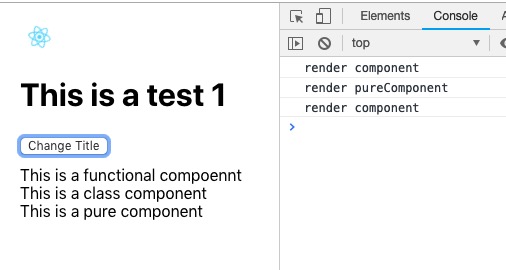 This is a test 1
Change Title
This is a functional compoennt
This is a class component
This is a pure component
Elements Console
top
render component
render pureComponent
render component